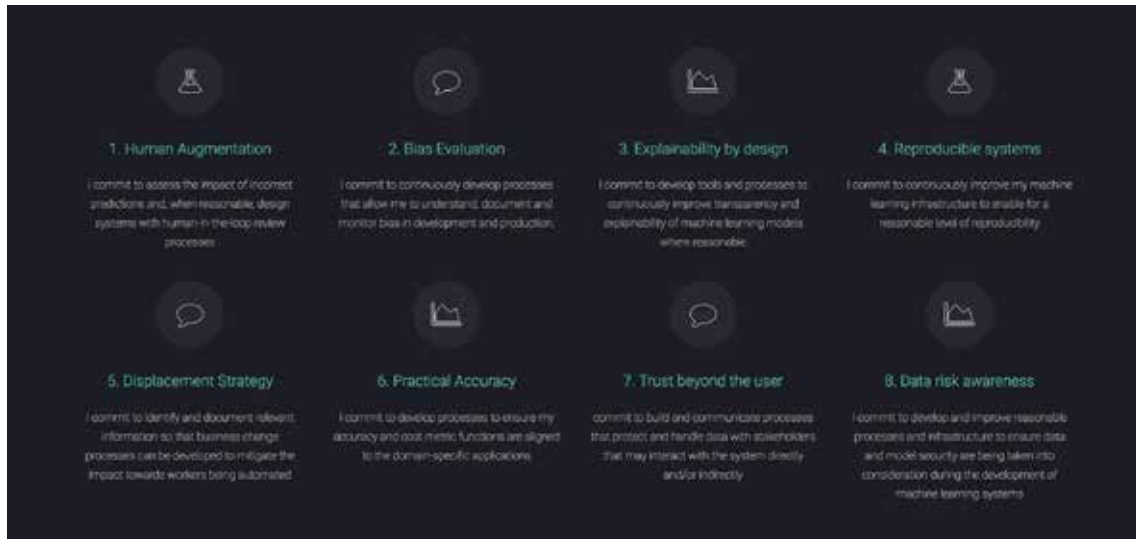 1. Human Augmentation
I commit to assess the impact of incorrect
predictions and, when reasonable, design
systems with human-in-the-loop review
processes
2. Bias Evaluation
I commit to continuously develop processes
that allow me to understand, document and
monitor bias in development and production.
3. Explainability by design
I commit to develop tools and processes to
continuously improve transparency and
explainability of machine learning models
where reasonable.
4. Reproducible systems
I commit to continuously improve my machine
learning infrastructure to enable for a
reasonable level of reproducibility
5. Displacement Strategy
I commit to identify and document relevant
information so that business change
processes can be developed to mitigate the
impact towards workers being automated
6. Practical Accuracy
I commit to develop processes to ensure my
accuracy and cost metric functions are aligned
to the domain-specific applications
7. Trust beyond the user
commit to build and communicate processes
that protect and handle data with stakeholders
that may interact with the system directly
and/or indirectly
8. Data risk awareness
I commit to develop and improve reasonable
processes and infrastructure to ensure data
and model security are being taken into
consideration during the development of
machine learning systems